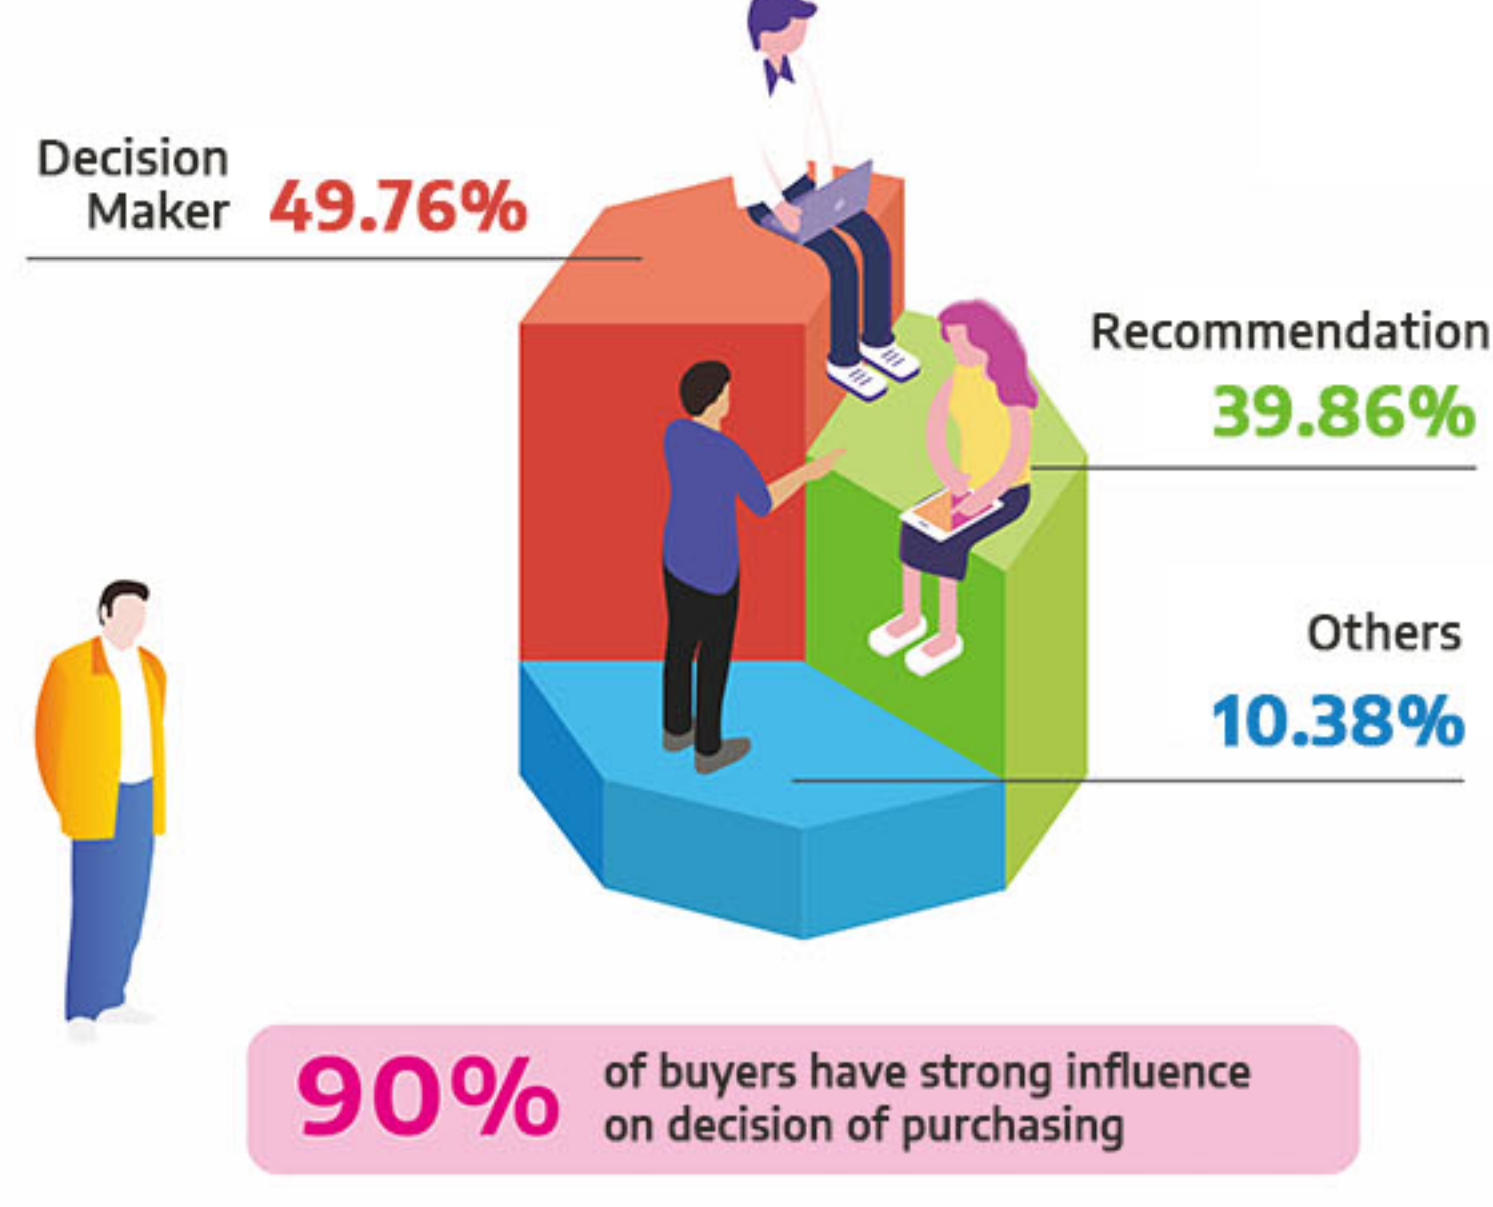 Decision
Maker 49.76%
Recommendation
39.86%
Others
10.38%
90% of buyers have strong influence
on decision of purchasing